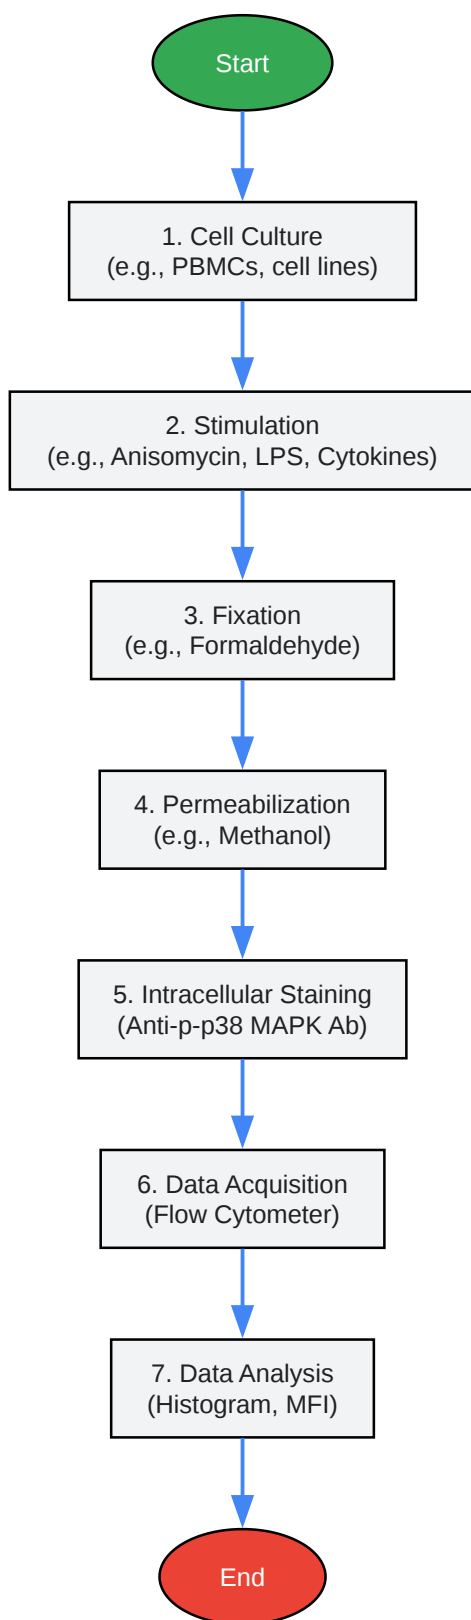 Start
1. Cell Culture
(e.g., PBMCs, cell lines)
2. Stimulation
(e.g., Anisomycin, LPS, Cytokines)
3. Fixation
(e.g., Formaldehyde)
4. Permeabilization
(e.g., Methanol)
5. Intracellular Staining
(Anti-p-p38 MAPK Ab)
6. Data Acquisition
(Flow Cytometer)
7. Data Analysis
(Histogram, MFI)
End